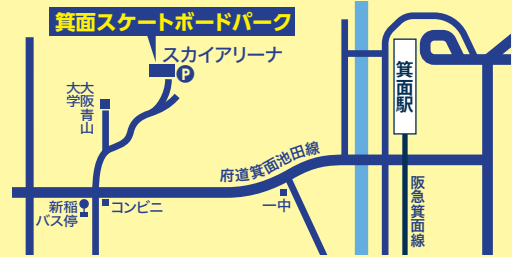 箕面スケートボードパーク
スカイアリーナ
P
大阪青山
大学
箕面駅
府道箕面池田線
新稲
バス停
コンビニ
一中
阪急箕面線